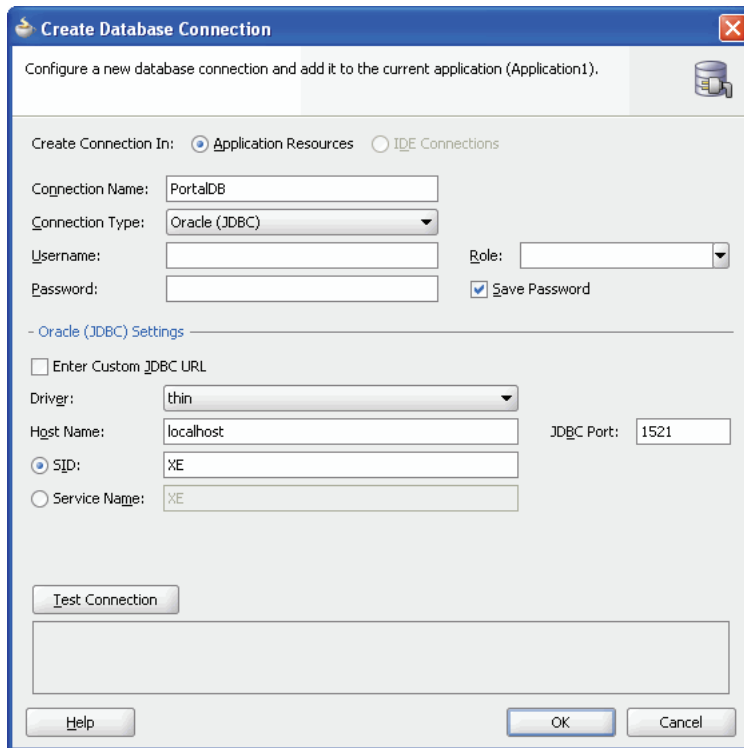 Create Database Connection
Configure a new database connection and add it to the current application (Application1).
Create Connection In: Application Resources IDE Connections
Connection Name: PortalDB
Connection Type: Oracle (JDBC)
Username: Role:
Password: Save Password
- Oracle (JDBC) Settings
Enter Custom JDBC URL
Driver: thin
Host Name: localhost JDBC Port: 1521
SID: XE
Service Name: XE
Test Connection
Help OK Cancel